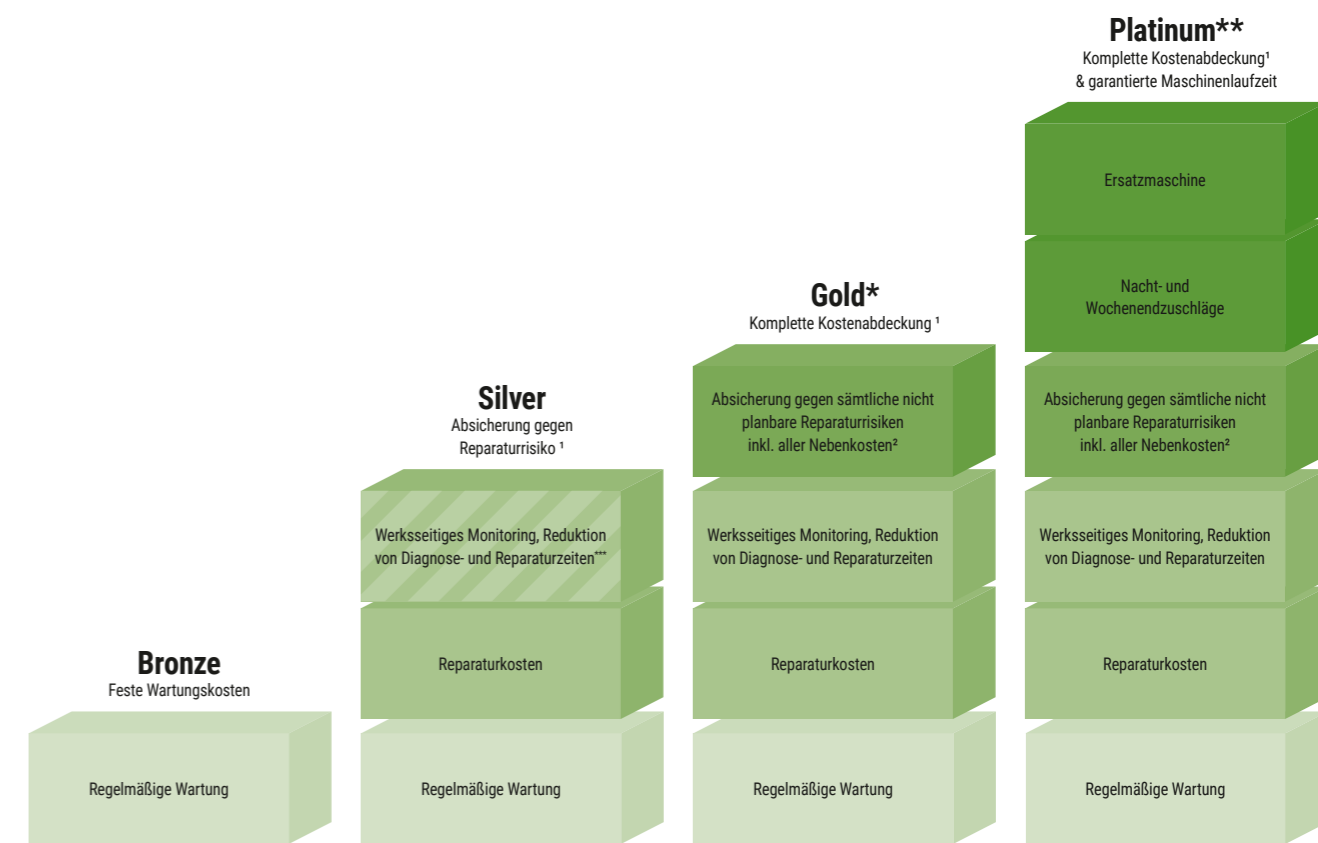 Platinum**
Komplette Kostenabdeckung¹
& garantierte Maschinenlaufzeit
Ersatzmaschine
Nacht- und
Wochenendzuschläge
Absicherung gegen sämtliche nicht
planbare Reparaturrisiken
inkl. aller Nebenkosten²
Werksseitiges Monitoring, Reduktion
von Diagnose- und Reparaturzeiten
Reparaturkosten
Regelmäßige Wartung
Gold*
Komplette Kostenabdeckung ¹
Absicherung gegen sämtliche nicht
planbare Reparaturrisiken
inkl. aller Nebenkosten²
Werksseitiges Monitoring, Reduktion
von Diagnose- und Reparaturzeiten
Reparaturkosten
Regelmäßige Wartung
Silver
Absicherung gegen
Reparaturrisiko ¹
Werksseitiges Monitoring, Reduktion
von Diagnose- und Reparaturzeiten***
Reparaturkosten
Regelmäßige Wartung
Bronze
Feste Wartungskosten
Regelmäßige Wartung